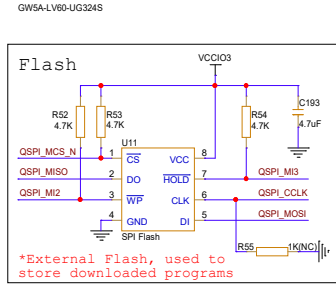 GW5A-LV60-UG324S
Flash
VCCIO3
R52
4.7K
R53
4.7K
R54
4.7K
C193
4.7uF
U11
QSPI_MCS_N 1 CS VCC 8
QSPI_MISO 2 DO HOLD 7 QSPI_MI3
QSPI_MI2 3 WP CLK 6 QSPI_CCLK
4 GND DI 5 QSPI_MOSI
SPI Flash
R55 1K(NC)
*External Flash, used to
store downloaded programs